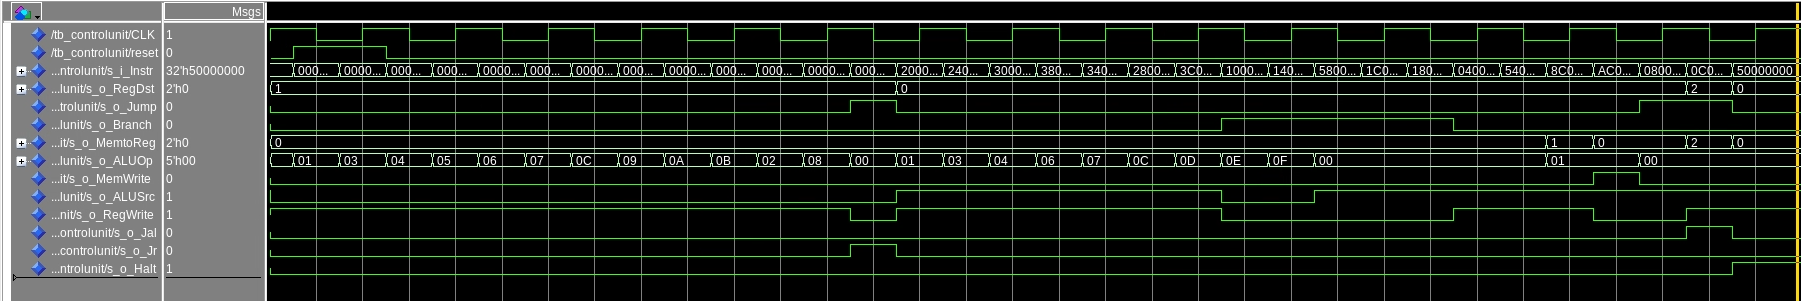 Msgs
/tb_controlunit/CLK 1
/tb_controlunit/reset 0
...ntrolunit/s_i_Instr 32'h50000000 000... 0000... 000... 000... 0000... 000... 0000... 000... 000... 000... 000... 0000... 000... 2000... 240... 3000... 380... 340... 2800... 3C0... 1000... 140... 5800... 1C0... 180... 0400... 540... 8C0... AC0... 0800... 0C0... 50000000
...lunit/s_o_RegDst 2'h0 1 0 2 0
...trolunit/s_o_Jump 0
...lunit/s_o_Branch 0
...it/s_o_MemtoReg 2'h0 0 1 0 2 0
...lunit/s_o_ALUOp 5'h00 01 03 04 05 06 07 0C 09 0A 0B 02 08 00 01 03 04 06 07 0C 0D 0E 0F 00 01 00
...it/s_o_MemWrite 0
...lunit/s_o_ALUSrc 1
...nit/s_o_RegWrite 1
...ontrolunit/s_o_Jal 0
...controlunit/s_o_Jr 0
...ntrolunit/s_o_Halt 1